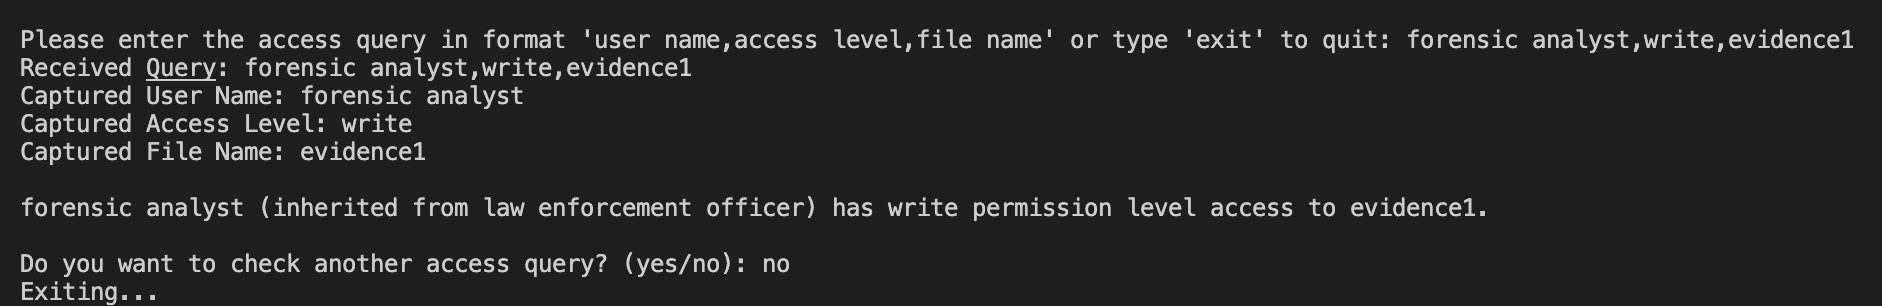 Please enter the access query in format 'user name,access level,file name' or type 'exit' to quit: forensic analyst,write,evidence1
Received Query: forensic analyst,write,evidence1
Captured User Name: forensic analyst
Captured Access Level: write
Captured File Name: evidence1
forensic analyst (inherited from law enforcement officer) has write permission level access to evidence1.
Do you want to check another access query? (yes/no): no
Exiting...